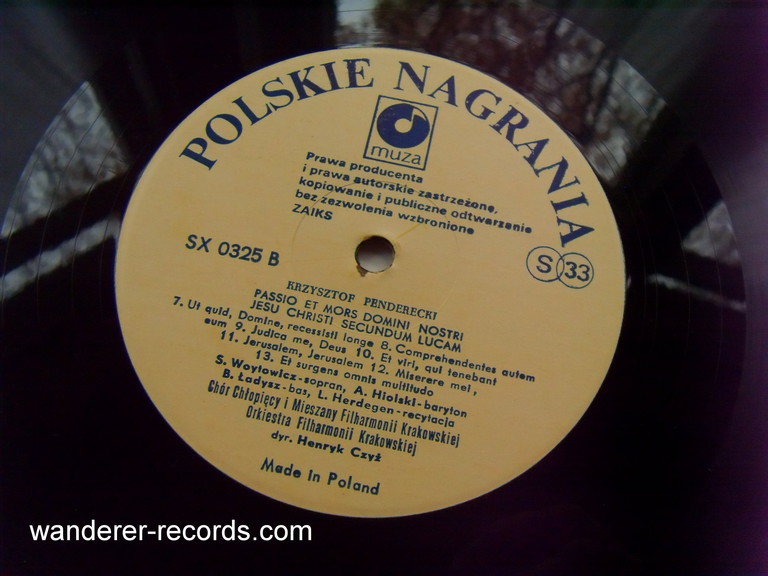 POLSKIE NAGRANIA
muza
Prawa producenta
i prawa autorskie zastrzeżone,
kopiowanie i publiczne odtwarzanie
bez zezwolenia wzbronione
ZAIKS
SX 0325 B
S 33
KRZYSZTOF PENDERECKI
PASSIO ET MORS DOMINI NOSTRI
JESU CHRISTI SECUNDUM LUCAM
7. Ut quid, Domine, recessisti longe 8. Comprehendentes autem
eum 9. Judica me, Deus 10. Et viri, qui tenebant
11. Jerusalem, Jerusalem 12. Miserere mei,
13. Et surgens omnis multitudo
S. Woytowicz-sopran, A. Hiolski-baryton
B. Ładysz-bas, L. Herdegen-recytacja
Chór Chłopięcy i Mieszany Filharmonii Krakowskiej
Orkiestra Filharmonii Krakowskiej
dyr. Henryk Czyż
Made in Poland
wanderer-records.com